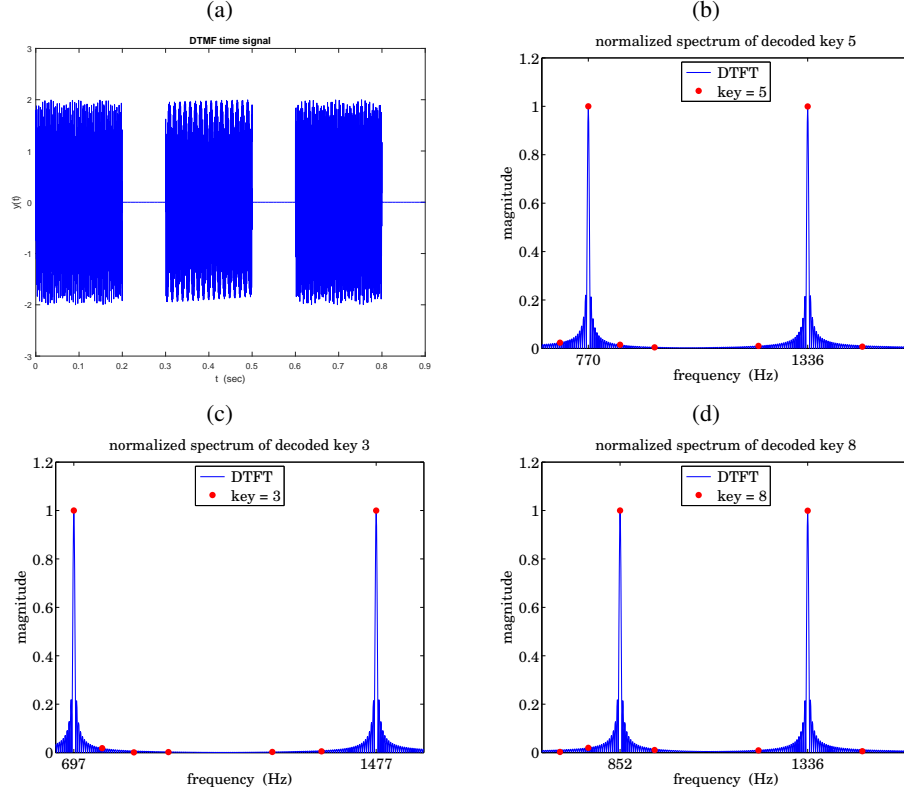 (a)
DTMF time signal
3
2
1
0
-1
-2
-3
y(t)
0 0.1 0.2 0.3 0.4 0.5 0.6 0.7 0.8 0.9
t (sec)
(b)
normalized spectrum of decoded key 5
DTFT
key = 5
1.2
1
0.8
0.6
0.4
0.2
0
magnitude
770 1336
frequency (Hz)
(c)
normalized spectrum of decoded key 3
DTFT
key = 3
1.2
1
0.8
0.6
0.4
0.2
0
magnitude
697 1477
frequency (Hz)
(d)
normalized spectrum of decoded key 8
DTFT
key = 8
1.2
1
0.8
0.6
0.4
0.2
0
magnitude
852 1336
frequency (Hz)